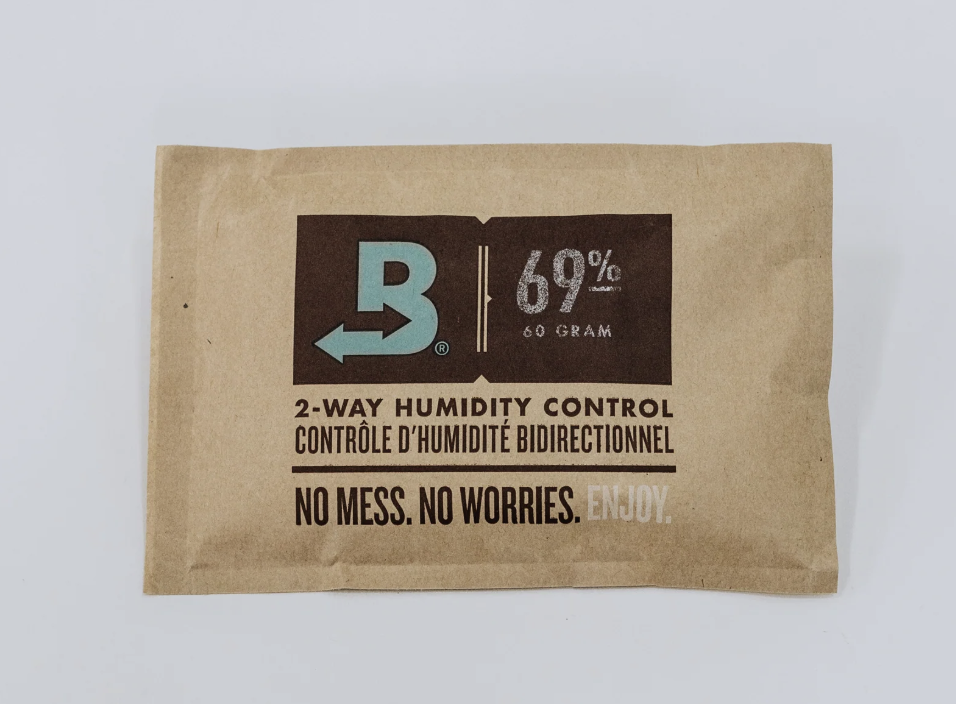 B®
69%
60 GRAM
2-WAY HUMIDITY CONTROL
CONTRÔLE D'HUMIDITÉ BIDIRECTIONNEL
NO MESS. NO WORRIES. ENJOY.